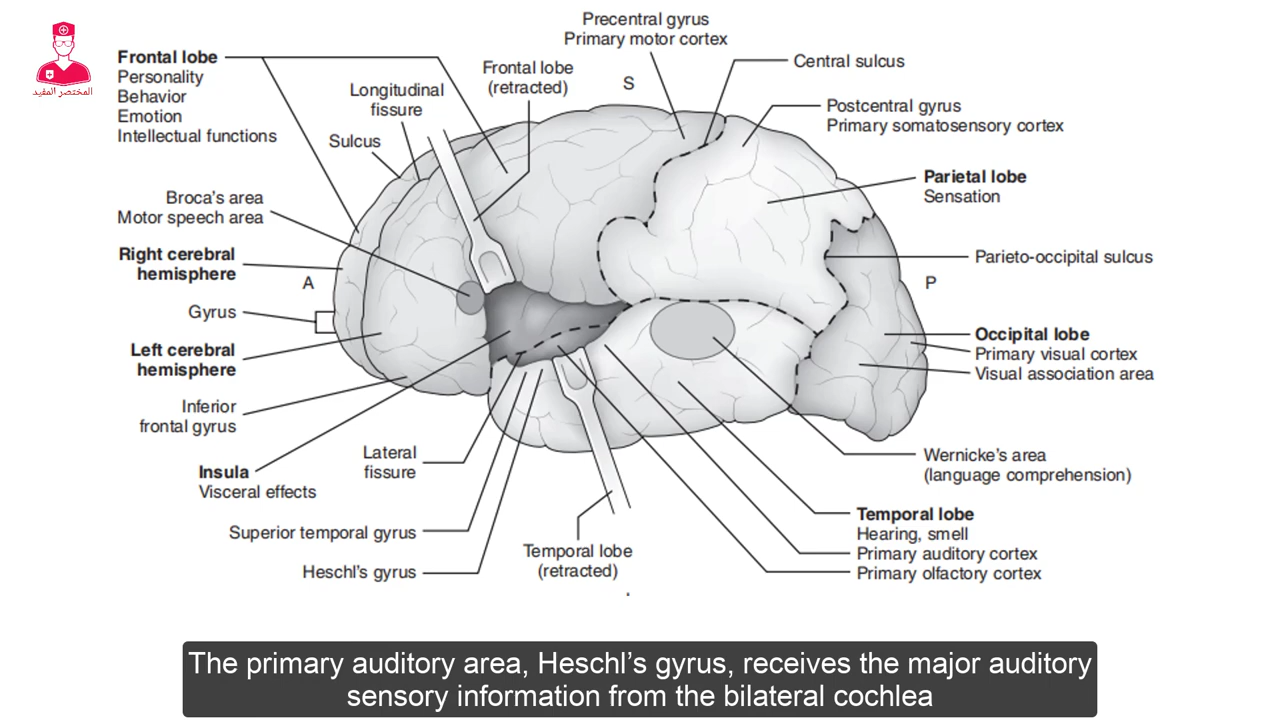 المختصر المفيد
Frontal lobe
Personality
Behavior
Emotion
Intellectual functions
Longitudinal
fissure
Sulcus
Frontal lobe
(retracted)
Precentral gyrus
Primary motor cortex
S
Central sulcus
Postcentral gyrus
Primary somatosensory cortex
Parietal lobe
Sensation
Broca's area
Motor speech area
Right cerebral
hemisphere
A
Gyrus
Left cerebral
hemisphere
Inferior
frontal gyrus
Insula
Visceral effects
Lateral
fissure
Superior temporal gyrus
Heschl's gyrus
Temporal lobe
(retracted)
Parieto-occipital sulcus
P
Occipital lobe
Primary visual cortex
Visual association area
Wernicke's area
(language comprehension)
Temporal lobe
Hearing, smell
Primary auditory cortex
Primary olfactory cortex
The primary auditory area, Heschl's gyrus, receives the major auditory
sensory information from the bilateral cochlea